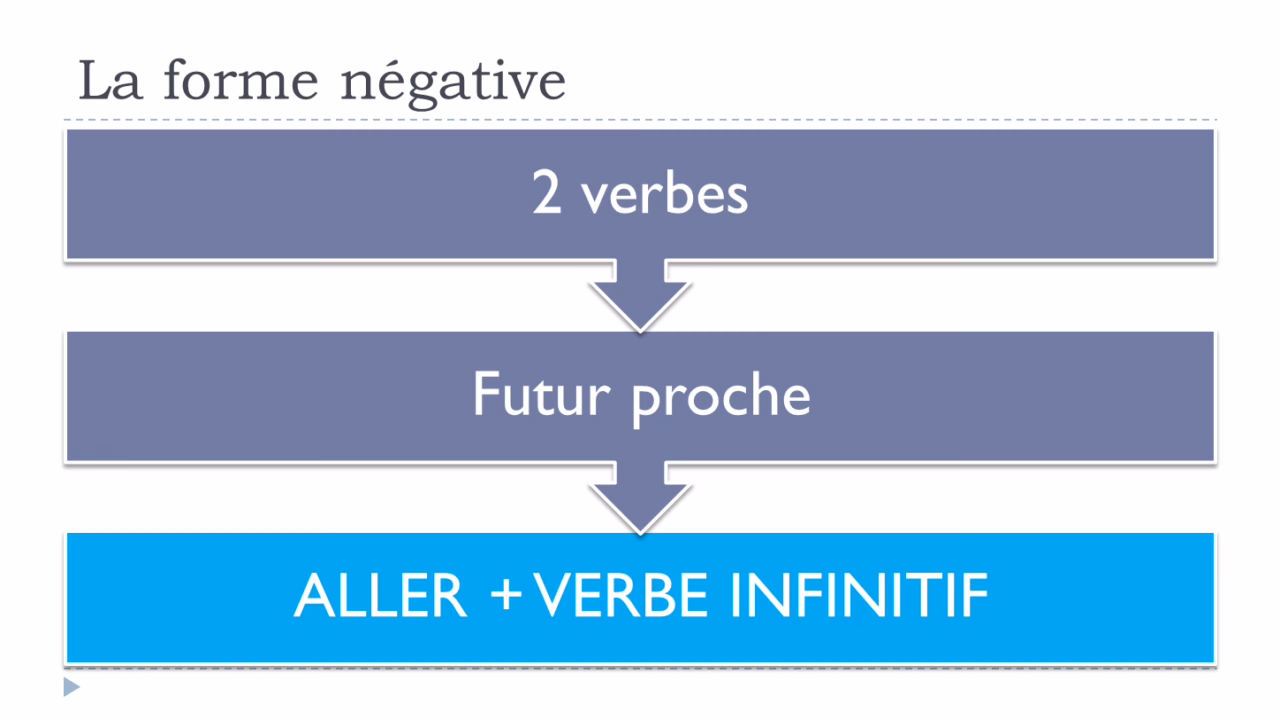 La forme négative
2 verbes
Futur proche
ALLER + VERBE INFINITIF